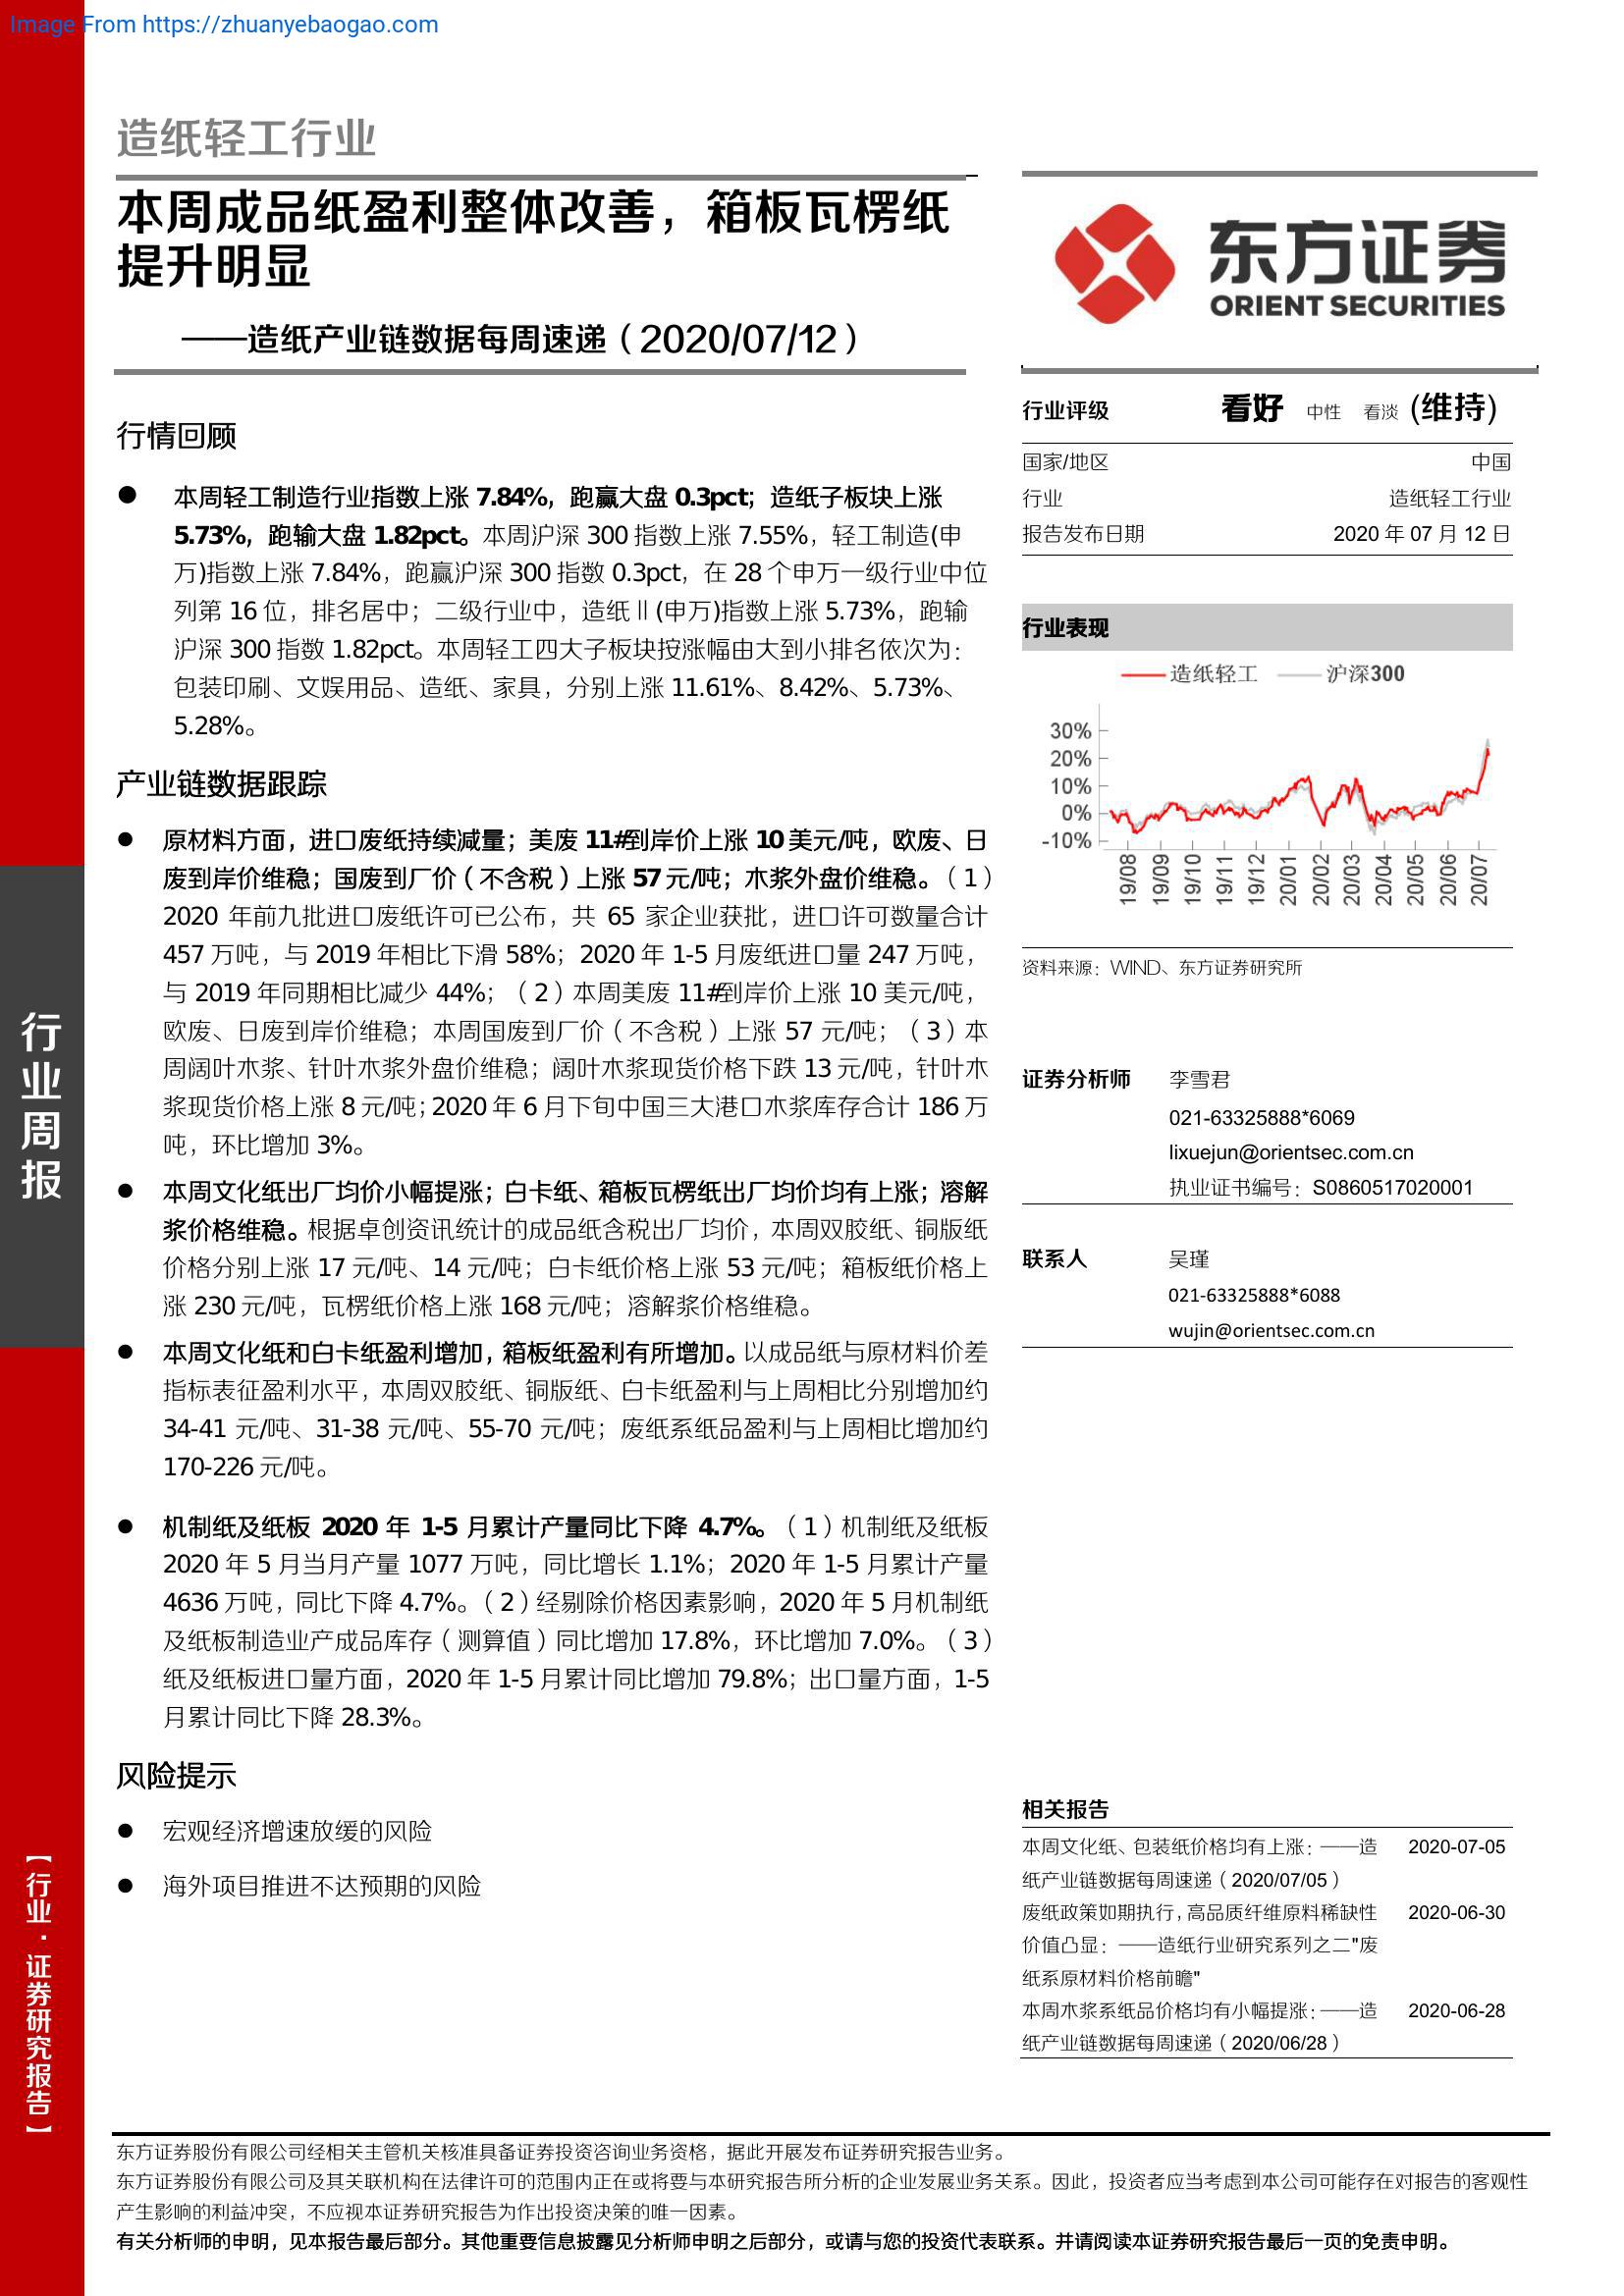 Image From https://zhuanyebaogao.com
造纸轻工行业
本周成品纸盈利整体改善，箱板瓦楞纸
提升明显
——造纸产业链数据每周速递（2020/07/12）
行情回顾
● 本周轻工制造行业指数上涨 7.84%，跑赢大盘 0.3pct；造纸子板块上涨
5.73%，跑输大盘 1.82pct。本周沪深 300 指数上涨 7.55%，轻工制造(申
万)指数上涨 7.84%，跑赢沪深 300 指数 0.3pct，在 28 个申万一级行业中位
列第 16 位，排名居中；二级行业中，造纸Ⅱ(申万)指数上涨 5.73%，跑输
沪深 300 指数 1.82pct。本周轻工四大子板块按涨幅由大到小排名依次为：
包装印刷、文娱用品、造纸、家具，分别上涨 11.61%、8.42%、5.73%、
5.28%。
产业链数据跟踪
● 原材料方面，进口废纸持续减量；美废 11#到岸价上涨 10 美元/吨，欧废、日
废到岸价维稳；国废到厂价（不含税）上涨 57 元/吨；木浆外盘价维稳。（1）
2020 年前九批进口废纸许可已公布，共 65 家企业获批，进口许可数量合计
457 万吨，与 2019 年相比下滑 58%；2020 年 1-5 月废纸进口量 247 万吨，
与 2019 年同期相比减少 44%；（2）本周美废 11#到岸价上涨 10 美元/吨，
欧废、日废到岸价维稳；本周国废到厂价（不含税）上涨 57 元/吨；（3）本
周阔叶木浆、针叶木浆外盘价维稳；阔叶木浆现货价格下跌 13 元/吨，针叶木
浆现货价格上涨 8 元/吨；2020 年 6 月下旬中国三大港口木浆库存合计 186 万
吨，环比增加 3%。
● 本周文化纸出厂均价小幅提涨；白卡纸、箱板瓦楞纸出厂均价均有上涨；溶解
浆价格维稳。根据卓创资讯统计的成品纸含税出厂均价，本周双胶纸、铜版纸
价格分别上涨 17 元/吨、14 元/吨；白卡纸价格上涨 53 元/吨；箱板纸价格上
涨 230 元/吨，瓦楞纸价格上涨 168 元/吨；溶解浆价格维稳。
● 本周文化纸和白卡纸盈利增加，箱板纸盈利有所增加。以成品纸与原材料价差
指标表征盈利水平，本周双胶纸、铜版纸、白卡纸盈利与上周相比分别增加约
34-41 元/吨、31-38 元/吨、55-70 元/吨；废纸系纸品盈利与上周相比增加约
170-226 元/吨。
● 机制纸及纸板 2020 年 1-5 月累计产量同比下降 4.7%。（1）机制纸及纸板
2020 年 5 月当月产量 1077 万吨，同比增长 1.1%；2020 年 1-5 月累计产量
4636 万吨，同比下降 4.7%。（2）经剔除价格因素影响，2020 年 5 月机制纸
及纸板制造业产成品库存（测算值）同比增加 17.8%，环比增加 7.0%。（3）
纸及纸板进口量方面，2020 年 1-5 月累计同比增加 79.8%；出口量方面，1-5
月累计同比下降 28.3%。
风险提示
● 宏观经济增速放缓的风险
● 海外项目推进不达预期的风险
东方证券
ORIENT SECURITIES
行业评级 看好 中性 看淡 (维持)
国家/地区 中国
行业 造纸轻工行业
报告发布日期 2020 年 07 月 12 日
行业表现
造纸轻工 沪深300
30%
20%
10%
0%
-10%
19/08 19/09 19/10 19/11 19/12 20/01 20/02 20/03 20/04 20/05 20/06 20/07
资料来源：WIND、东方证券研究所
证券分析师 李雪君
021-63325888*6069
lixuejun@orientsec.com.cn
执业证书编号：S0860517020001
联系人 吴瑾
021-63325888*6088
wujin@orientsec.com.cn
相关报告
本周文化纸、包装纸价格均有上涨：——造 2020-07-05
纸产业链数据每周速递（2020/07/05）
废纸政策如期执行，高品质纤维原料稀缺性 2020-06-30
价值凸显：——造纸行业研究系列之二"废
纸系原材料价格前瞻"
本周木浆系纸品价格均有小幅提涨：——造 2020-06-28
纸产业链数据每周速递（2020/06/28）
行业周报
【行业·证券研究报告】
东方证券股份有限公司经相关主管机关核准具备证券投资咨询业务资格，据此开展发布证券研究报告业务。
东方证券股份有限公司及其关联机构在法律许可的范围内正在或将要与本研究报告所分析的企业发展业务关系。因此，投资者应当考虑到本公司可能存在对报告的客观性
产生影响的利益冲突，不应视本证券研究报告为作出投资决策的唯一因素。
有关分析师的申明，见本报告最后部分。其他重要信息披露见分析师申明之后部分，或请与您的投资代表联系。并请阅读本证券研究报告最后一页的免责申明。